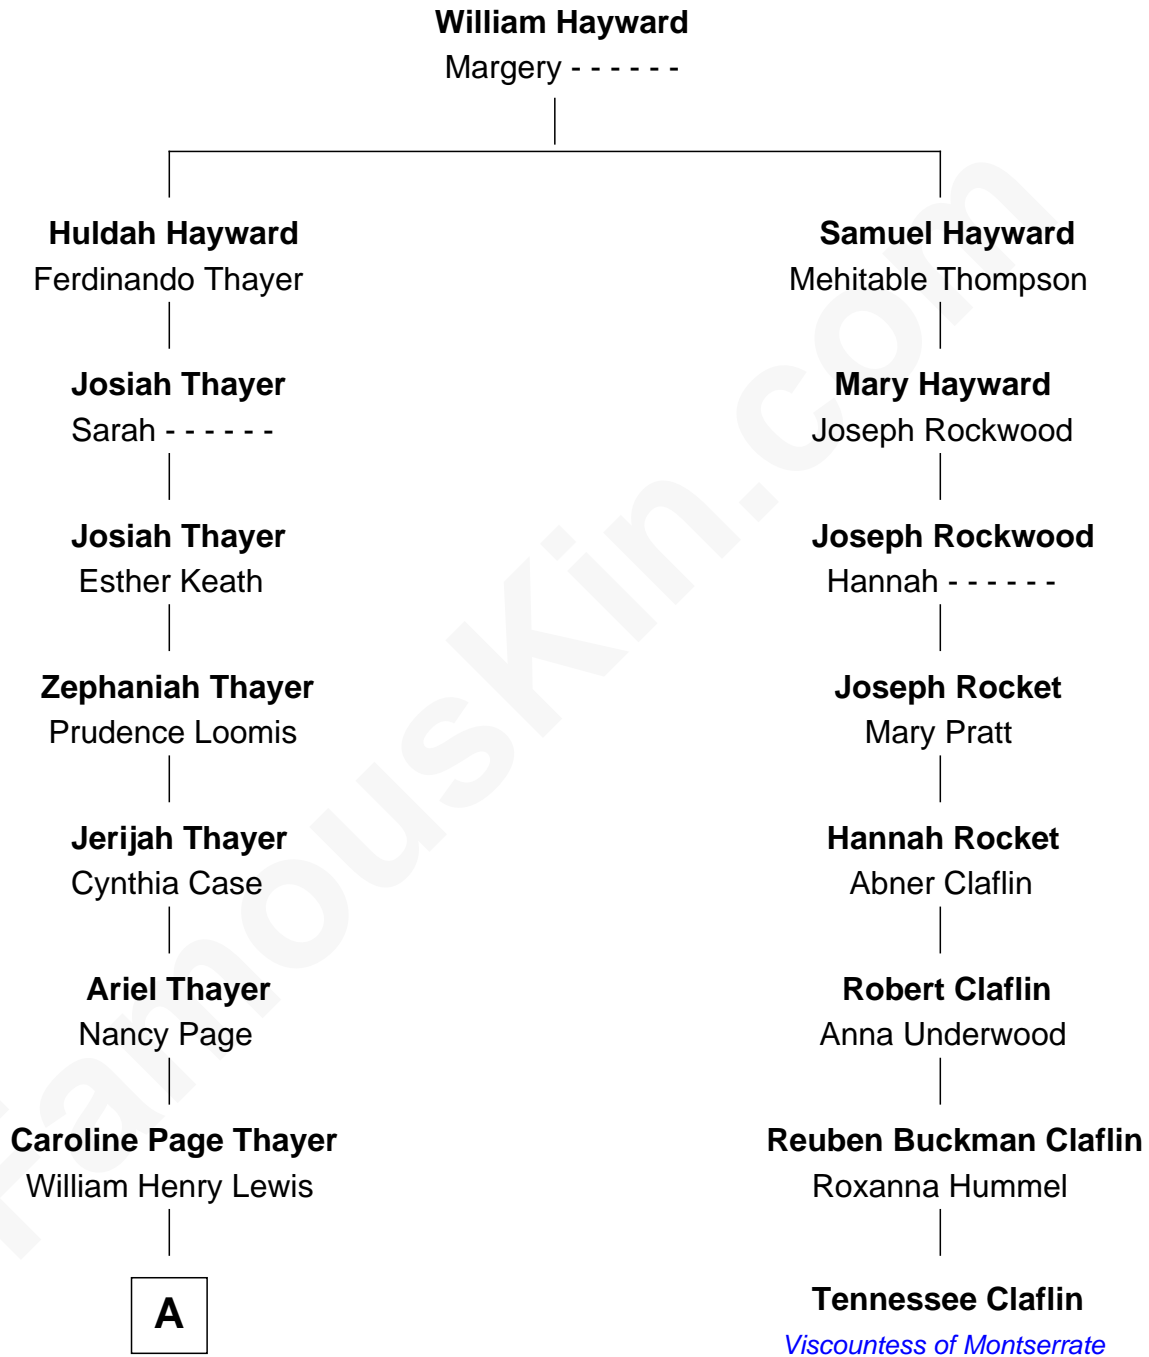 William Hayward
Margery - - - - - -
Huldah Hayward
Ferdinando Thayer
Samuel Hayward
Mehitable Thompson
Josiah Thayer
Sarah - - - - - -
Mary Hayward
Joseph Rockwood
Josiah Thayer
Esther Keath
Joseph Rockwood
Hannah - - - - - -
Zephaniah Thayer
Prudence Loomis
Joseph Rocket
Mary Pratt
Jerijah Thayer
Cynthia Case
Hannah Rocket
Abner Claflin
Ariel Thayer
Nancy Page
Robert Claflin
Anna Underwood
Caroline Page Thayer
William Henry Lewis
Reuben Buckman Claflin
Roxanna Hummel
A
Tennessee Claflin
Viscountess of Montserrate
FamousKin.com